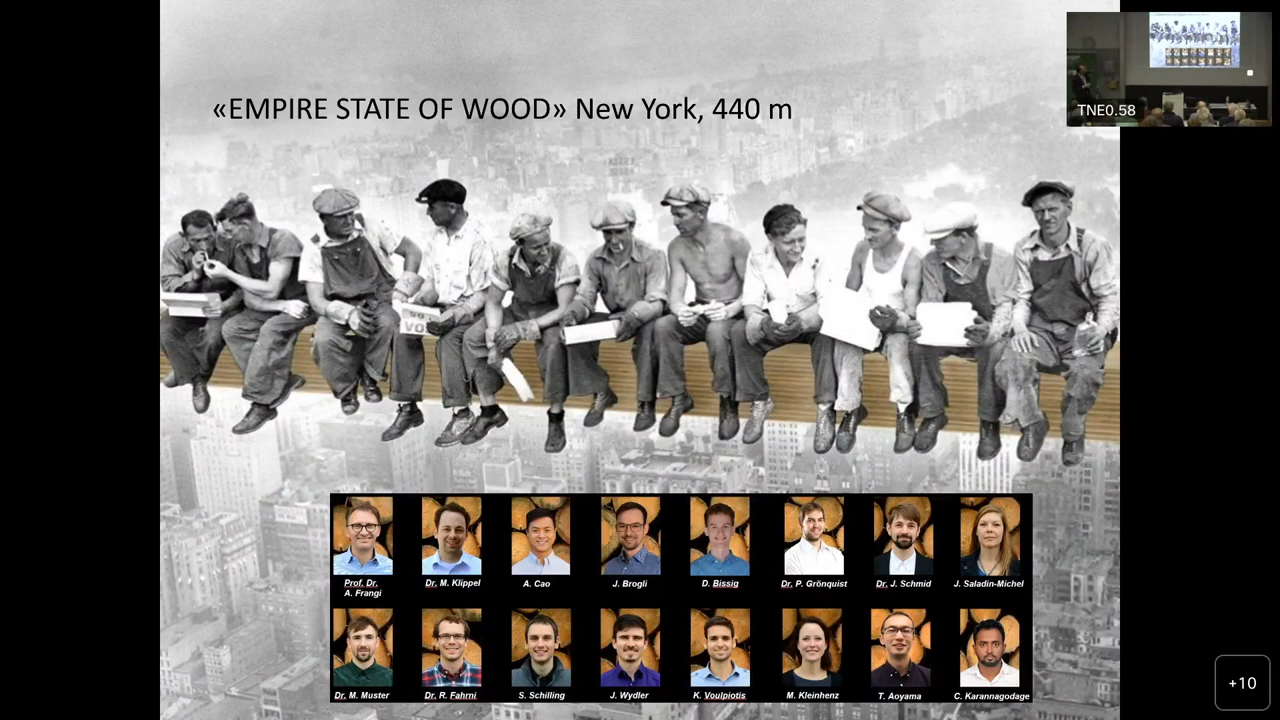 «EMPIRE STATE OF WOOD» New York, 440 m
TNE0.58
Prof. Dr.
A. Frangi
Dr. M. Klippel
A. Cao
J. Brogli
D. Bissig
Dr. P. Grönquist
Dr. J. Schmid
J. Saladin-Michel
Dr. M. Muster
Dr. R. Fahrni
S. Schilling
J. Wydler
K. Voulpiotis
M. Kleinhenz
T. Aoyama
C. Karannagodage
+10